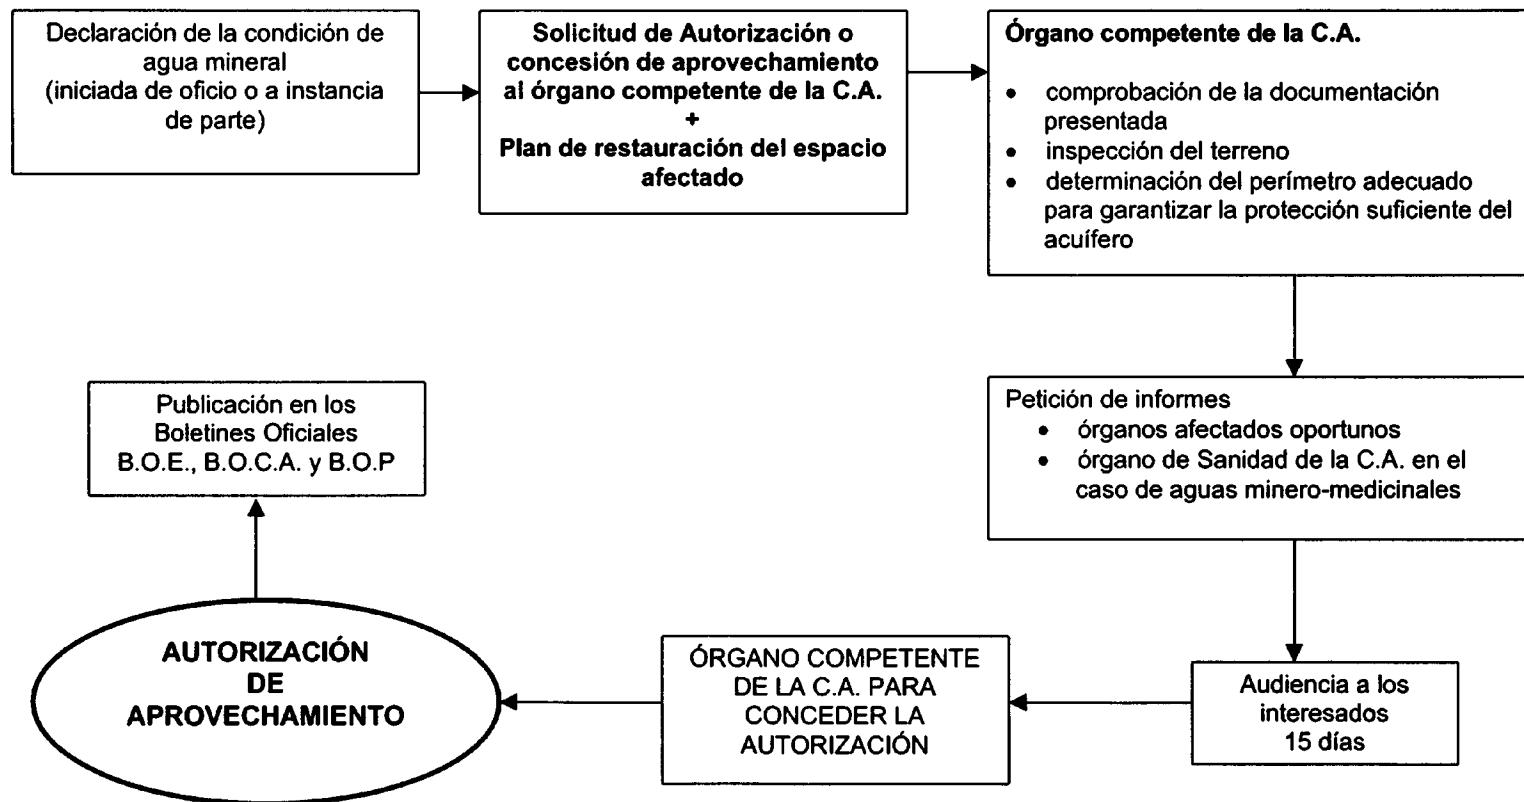 Declaración de la condición de
agua mineral
(iniciada de oficio o a instancia
de parte)
Solicitud de Autorización o
concesión de aprovechamiento
al órgano competente de la C.A.
+
Plan de restauración del espacio
afectado
Órgano competente de la C.A.
• comprobación de la documentación
presentada
• inspección del terreno
• determinación del perímetro adecuado
para garantizar la protección suficiente del
acuífero
Petición de informes
• órganos afectados oportunos
• órgano de Sanidad de la C.A. en el
caso de aguas minero-medicinales
Audiencia a los
interesados
15 días
ÓRGANO COMPETENTE
DE LA C.A. PARA
CONCEDER LA
AUTORIZACIÓN
AUTORIZACIÓN
DE
APROVECHAMIENTO
Publicación en los
Boletines Oficiales
B.O.E., B.O.C.A. y B.O.P